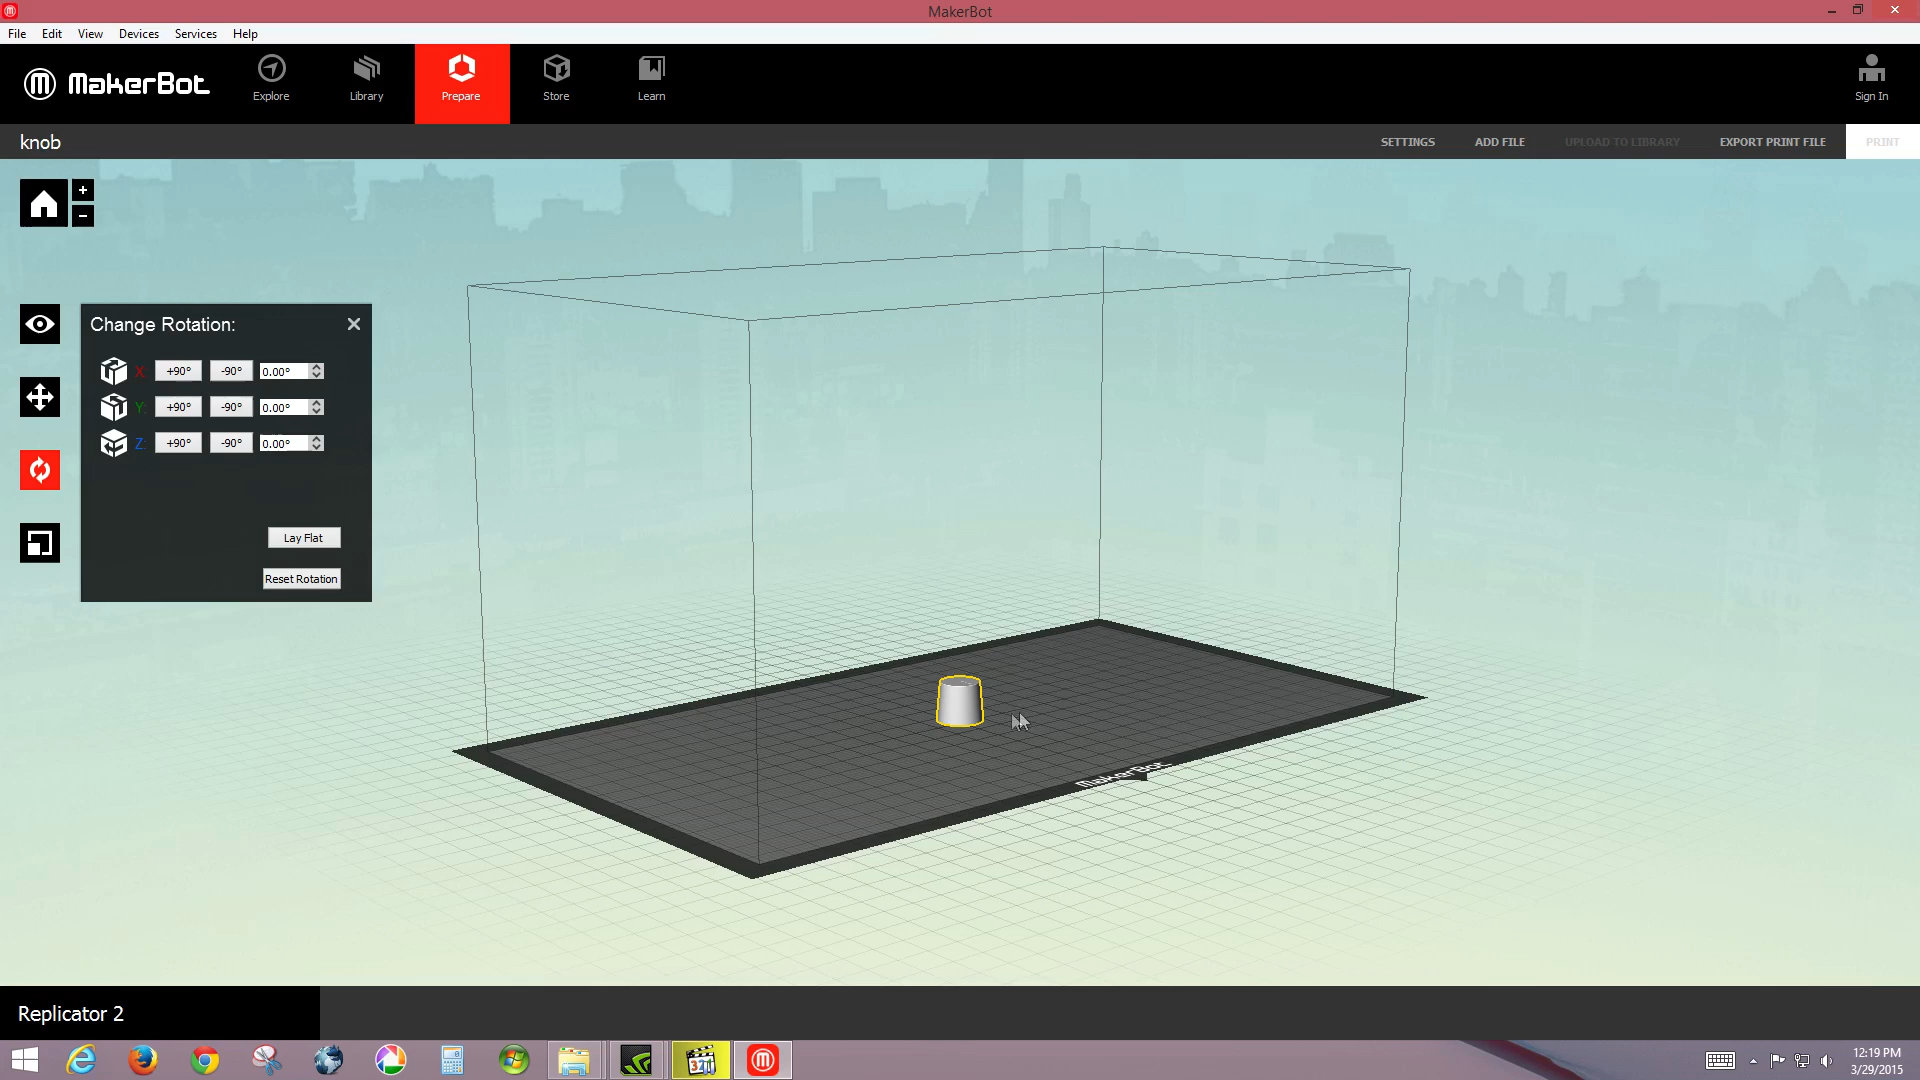 MakerBot
File Edit View Devices Services Help
MakerBot
Explore Library Prepare Store Learn Sign In
knob SETTINGS ADD FILE UPLOAD TO LIBRARY EXPORT PRINT FILE PRINT
+
-
Change Rotation:
X: +90° -90° 0.00°
Y: +90° -90° 0.00°
Z: +90° -90° 0.00°
Lay Flat
Reset Rotation
MakerBot
Replicator 2
321
12:19 PM
3/29/2015